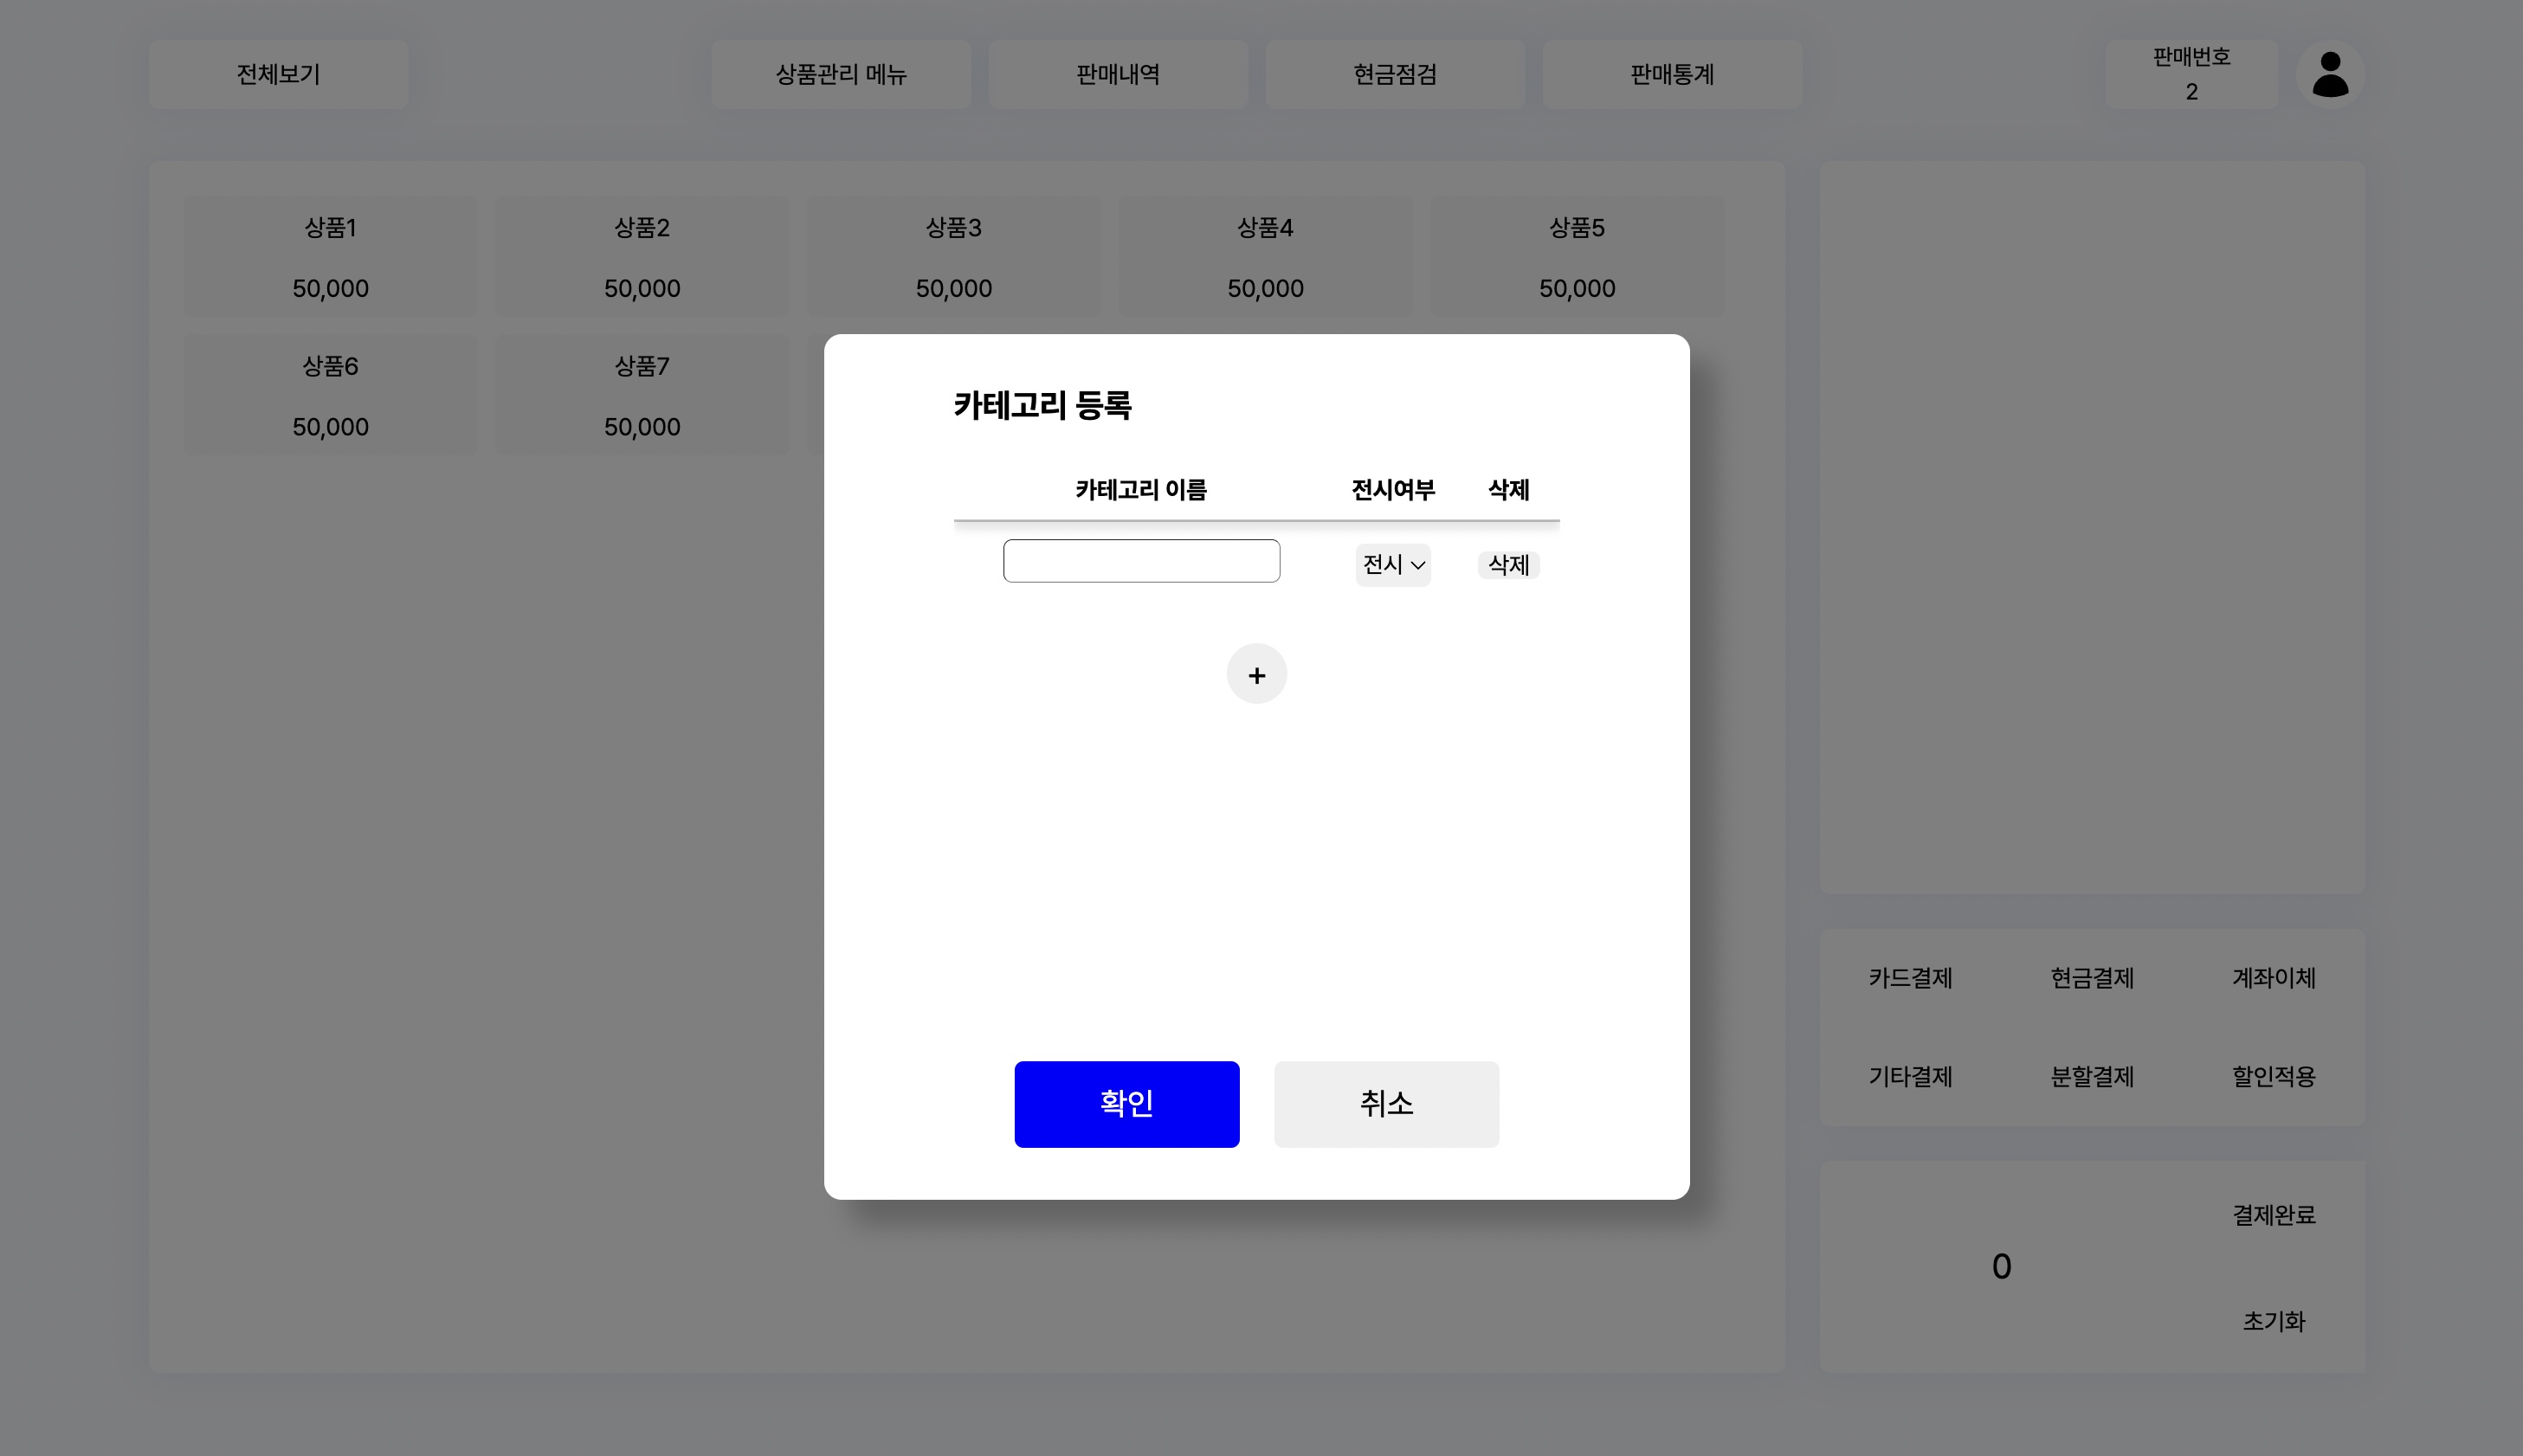 전체보기
상품관리 메뉴
판매내역
현금점검
판매통계
판매번호
2
상품1
상품2
상품3
상품4
상품5
50,000
50,000
50,000
50,000
50,000
상품6
상품7
50,000
50,000
카테고리 등록
카테고리 이름
전시여부
삭제
전시
삭제
+
확인
취소
카드결제
현금결제
계좌이체
기타결제
분할결제
할인적용
0
결제완료
초기화